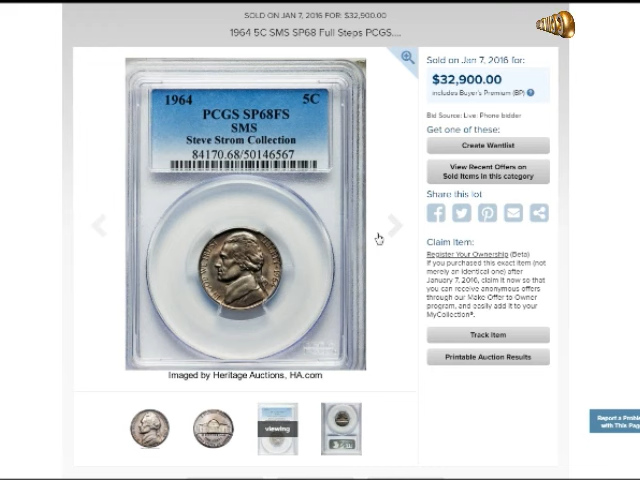 SOLD ON JAN 7, 2016 FOR: $32,900.00
1964 5C SMS SP68 Full Steps PCGS....
1964 5C
PCGS SP68FS
SMS
Steve Strom Collection
84170.68/50146567
Imaged by Heritage Auctions, HA.com
viewing
Sold on Jan 7, 2016 for:
$32,900.00
includes Buyer's Premium (BP)
Bid Source: Live: Phone bidder
Get one of these:
Create Wantlist
View Recent Offers on
Sold Items in this category
Share this lot
Claim Item:
Register Your Ownership (Beta)
If you purchased this exact item (not
merely an identical one) after
January 7, 2016, claim it now so that
you can receive anonymous offers
through our Make Offer to Owner
program, and easily add it to your
MyCollection®.
Track Item
Printable Auction Results
Report a Proble
with This Pag